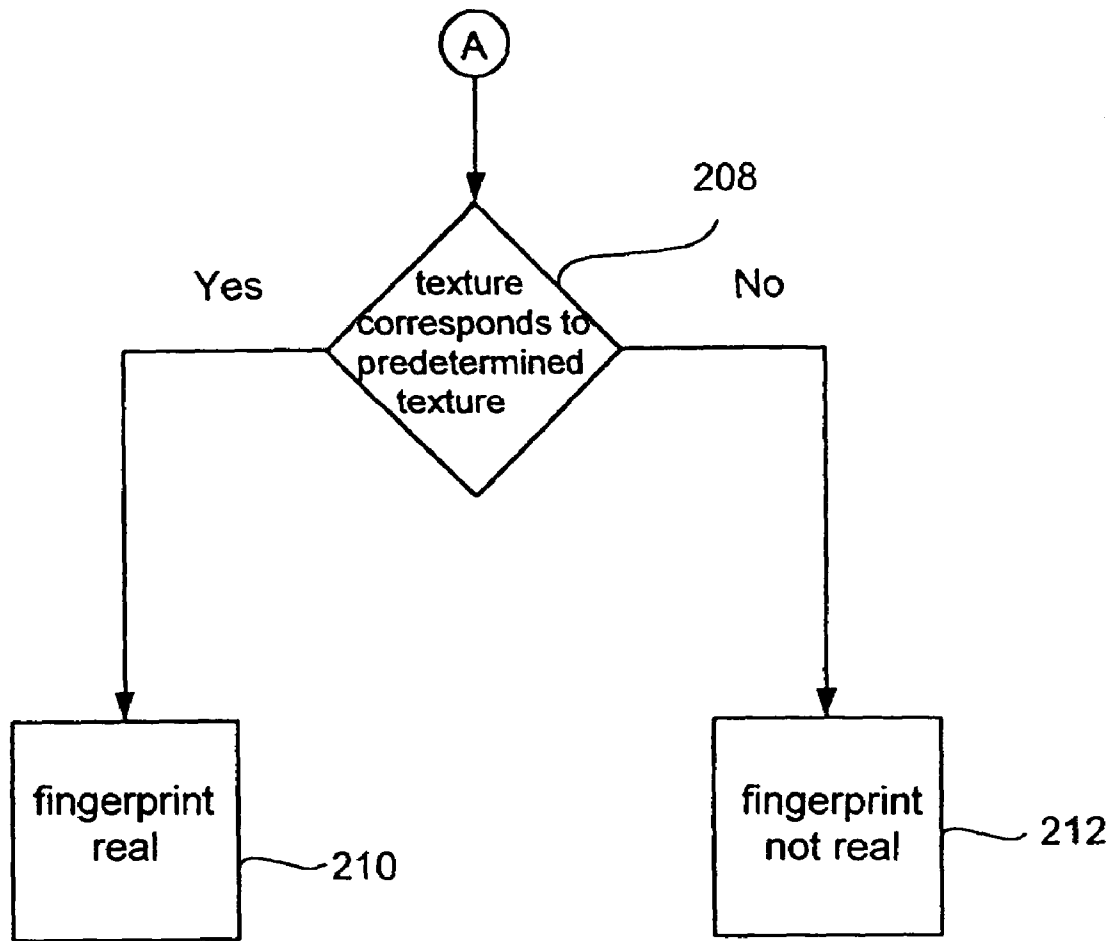 A
208
Yes
No
texture
corresponds to
predetermined
texture
fingerprint
real
210
fingerprint
not real
212